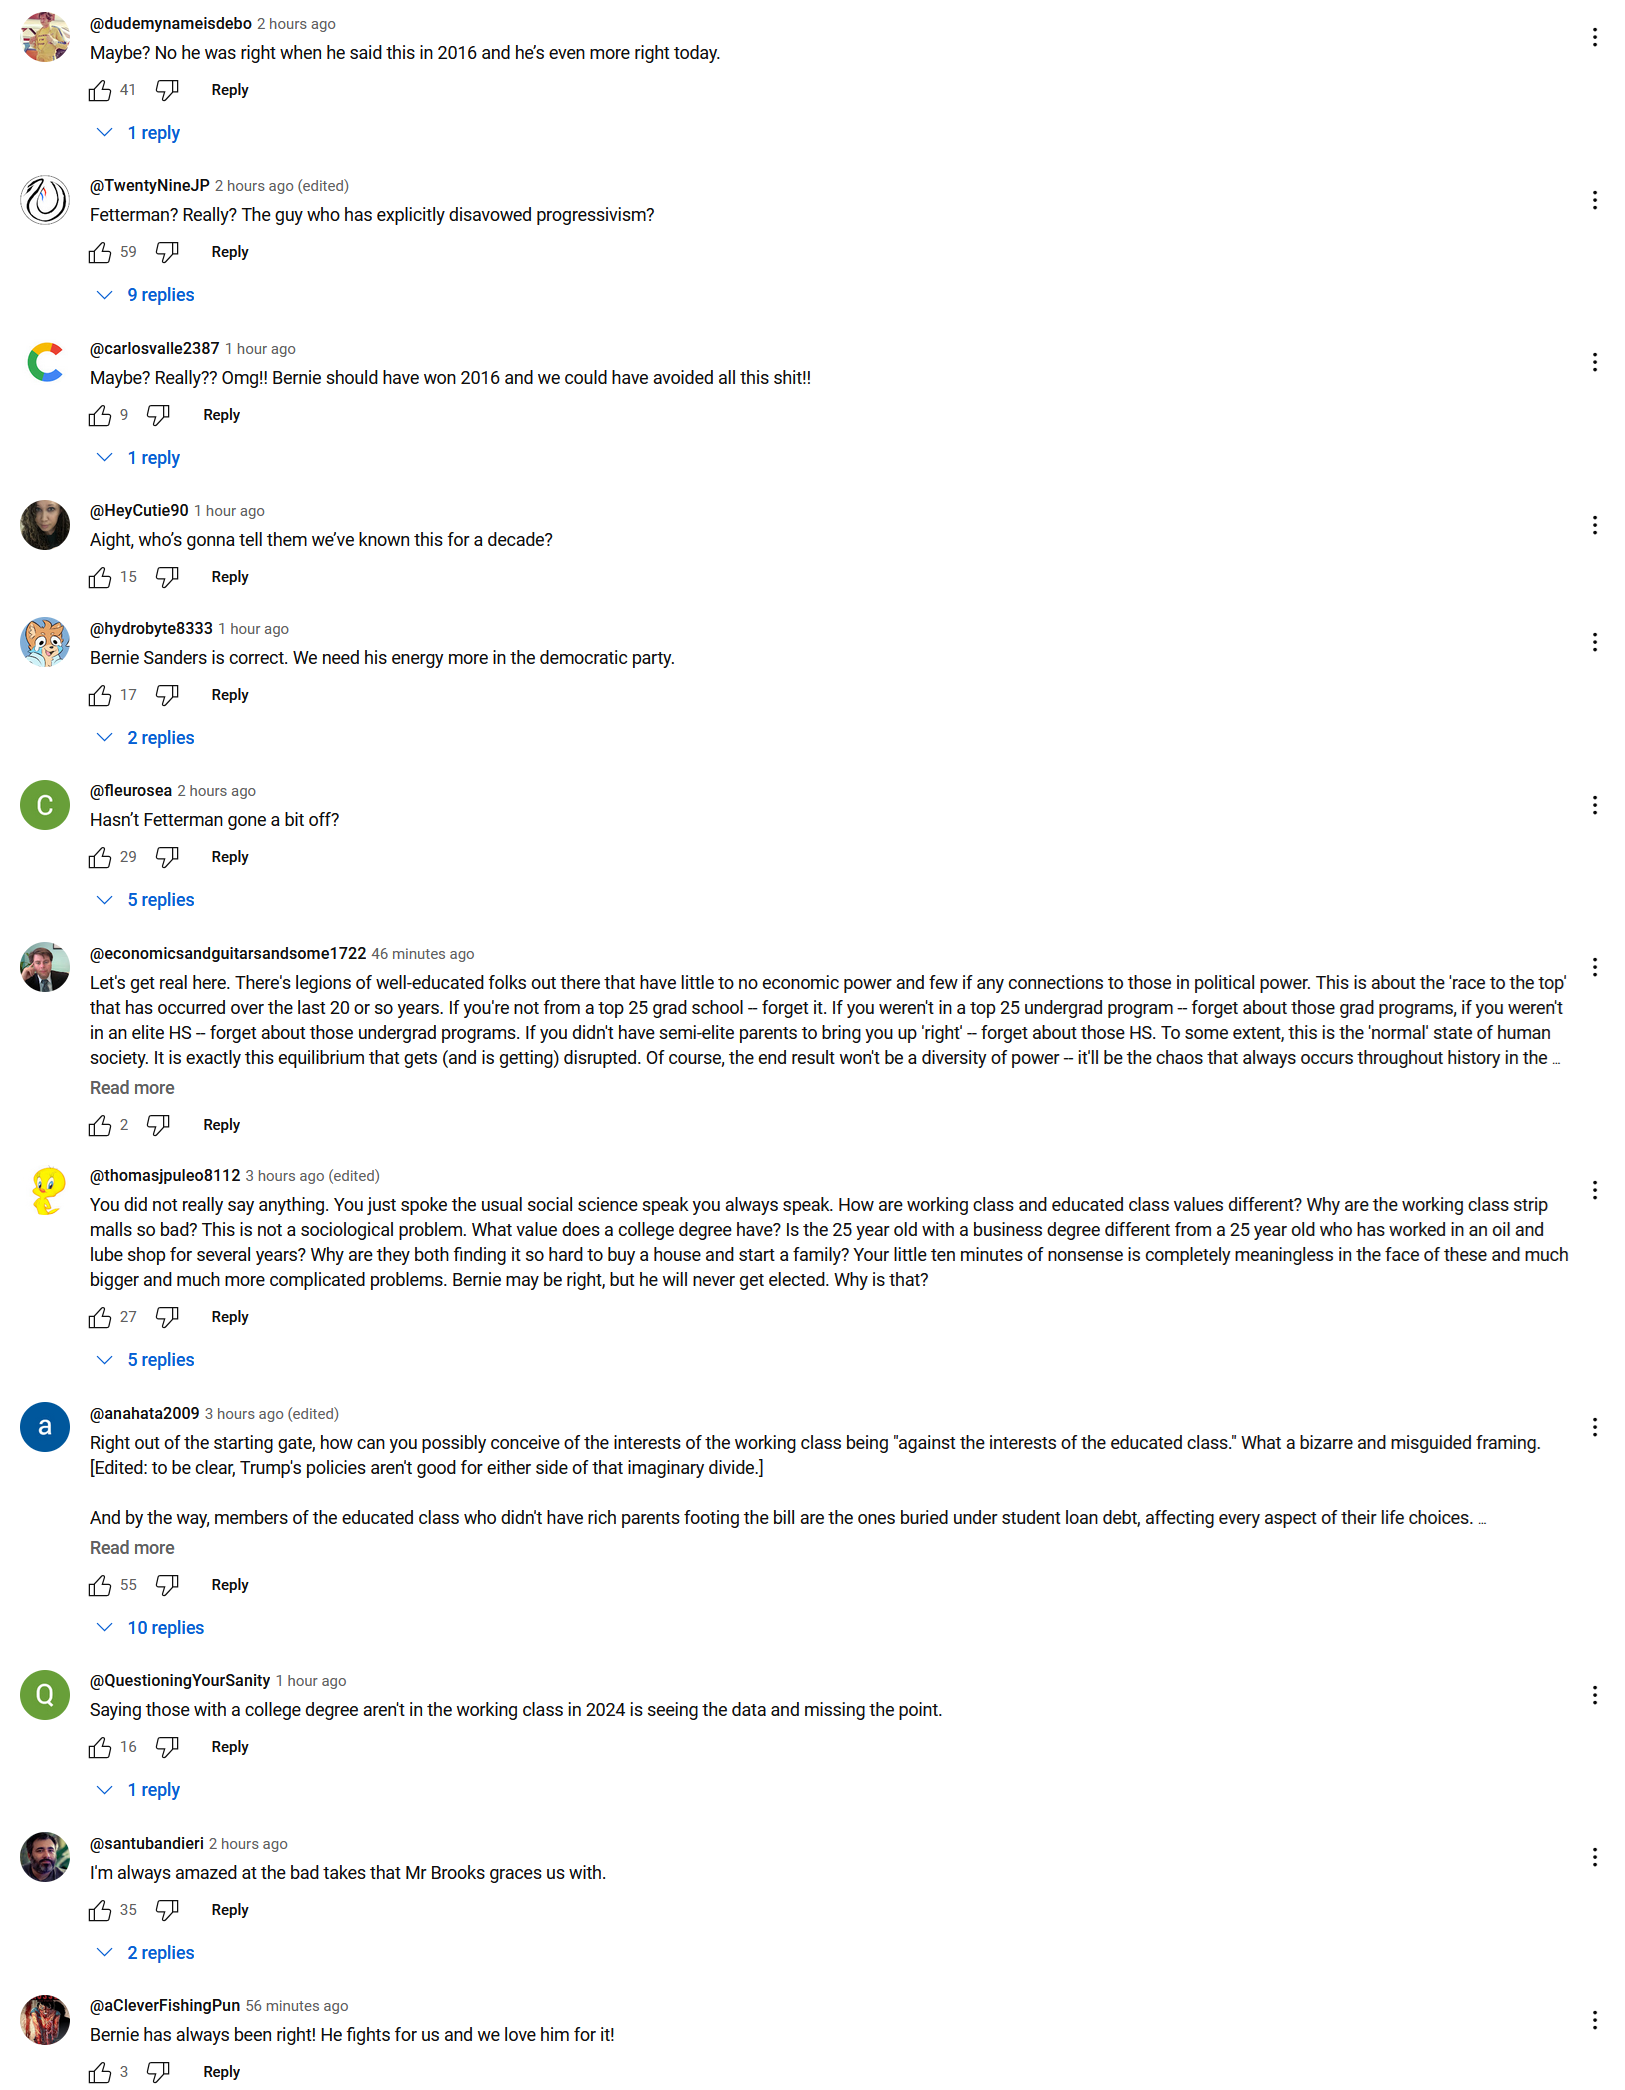 @dudemynameisdebo 2 hours ago
Maybe? No he was right when he said this in 2016 and he’s even more right today.
41 Reply
1 reply
@TwentyNineJP 2 hours ago (edited)
Fetterman? Really? The guy who has explicitly disavowed progressivism?
59 Reply
9 replies
@carlosvalle2387 1 hour ago
Maybe? Really?? Omg!! Bernie should have won 2016 and we could have avoided all this shit!!
9 Reply
1 reply
@HeyCutie90 1 hour ago
Aight, who’s gonna tell them we’ve known this for a decade?
15 Reply
@hydrobyte8333 1 hour ago
Bernie Sanders is correct. We need his energy more in the democratic party.
17 Reply
2 replies
C
@fleurosea 2 hours ago
Hasn’t Fetterman gone a bit off?
29 Reply
5 replies
@economicsandguitarsandsome1722 46 minutes ago
Let's get real here. There's legions of well-educated folks out there that have little to no economic power and few if any connections to those in political power. This is about the 'race to the top'
that has occurred over the last 20 or so years. If you're not from a top 25 grad school -- forget it. If you weren't in a top 25 undergrad program -- forget about those grad programs, if you weren't
in an elite HS -- forget about those undergrad programs. If you didn't have semi-elite parents to bring you up 'right' -- forget about those HS. To some extent, this is the 'normal' state of human
society. It is exactly this equilibrium that gets (and is getting) disrupted. Of course, the end result won't be a diversity of power -- it'll be the chaos that always occurs throughout history in the ...
Read more
2 Reply
@thomasjpuleo8112 3 hours ago (edited)
You did not really say anything. You just spoke the usual social science speak you always speak. How are working class and educated class values different? Why are the working class strip
malls so bad? This is not a sociological problem. What value does a college degree have? Is the 25 year old with a business degree different from a 25 year old who has worked in an oil and
lube shop for several years? Why are they both finding it so hard to buy a house and start a family? Your little ten minutes of nonsense is completely meaningless in the face of these and much
bigger and much more complicated problems. Bernie may be right, but he will never get elected. Why is that?
27 Reply
5 replies
a
@anahata2009 3 hours ago (edited)
Right out of the starting gate, how can you possibly conceive of the interests of the working class being "against the interests of the educated class." What a bizarre and misguided framing.
[Edited: to be clear, Trump's policies aren't good for either side of that imaginary divide.]
And by the way, members of the educated class who didn't have rich parents footing the bill are the ones buried under student loan debt, affecting every aspect of their life choices. ...
Read more
55 Reply
10 replies
Q
@QuestioningYourSanity 1 hour ago
Saying those with a college degree aren't in the working class in 2024 is seeing the data and missing the point.
16 Reply
1 reply
@santubandieri 2 hours ago
I'm always amazed at the bad takes that Mr Brooks graces us with.
35 Reply
2 replies
@aCleverFishingPun 56 minutes ago
Bernie has always been right! He fights for us and we love him for it!
3 Reply